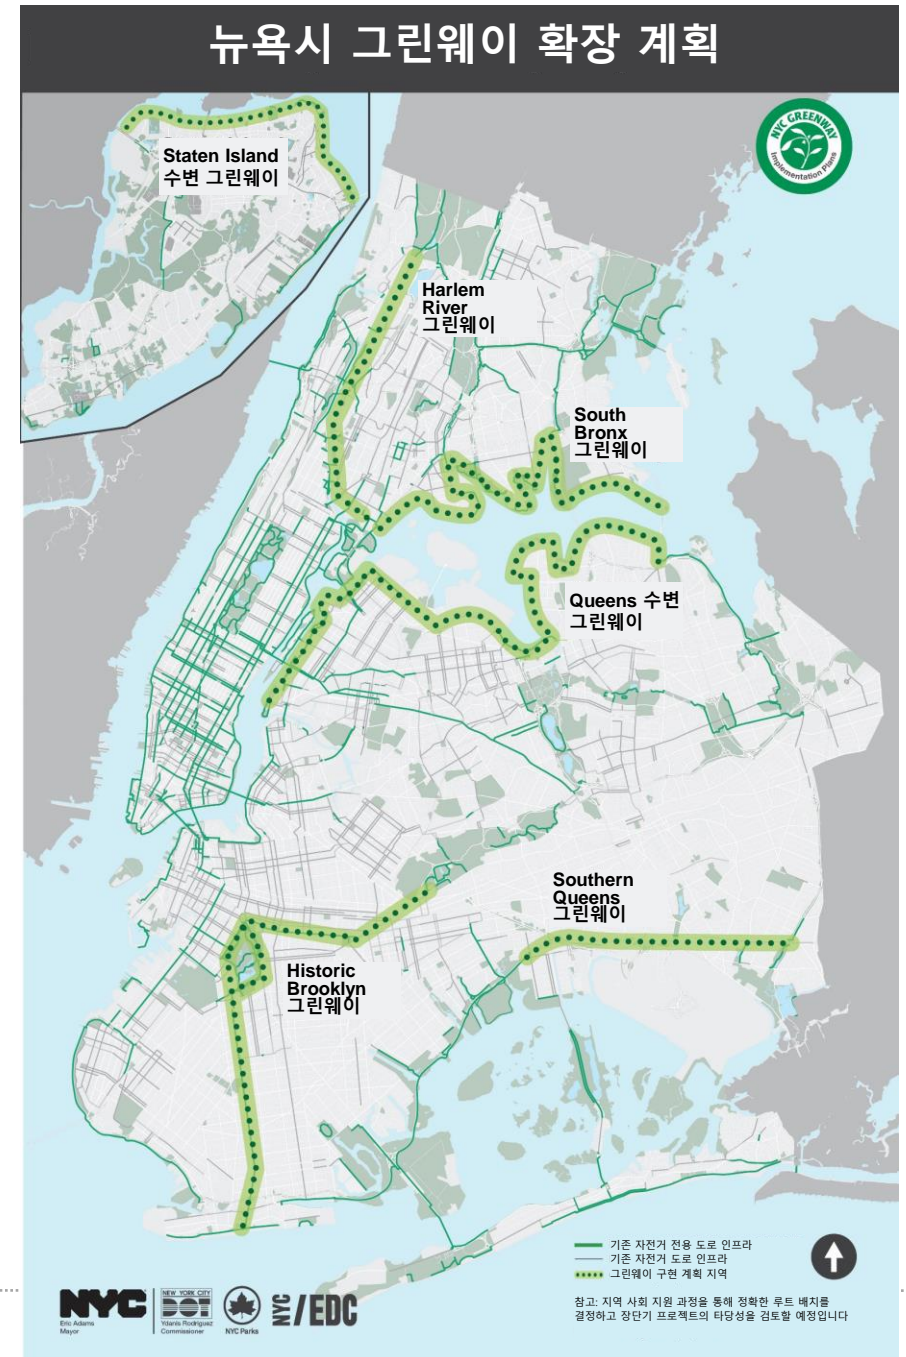 뉴욕시 그린웨이 확장 계획
NYC GREENWAY
Implementation Plans
Staten Island
수변 그린웨이
Harlem
River
그린웨이
South
Bronx
그린웨이
Queens 수변
그린웨이
Southern
Queens
그린웨이
Historic
Brooklyn
그린웨이
기존 자전거 전용 도로 인프라
기존 자전거 도로 인프라
그린웨이 구현 계획 지역
참고: 지역 사회 지원 과정을 통해 정확한 루트 배치를
결정하고 장단기 프로젝트의 타당성을 검토할 예정입니다
NYC
Eric Adams
Mayor
NEW YORK CITY
DOT
Ydanis Rodriguez
Commissioner
NYC Parks
NYC/EDC